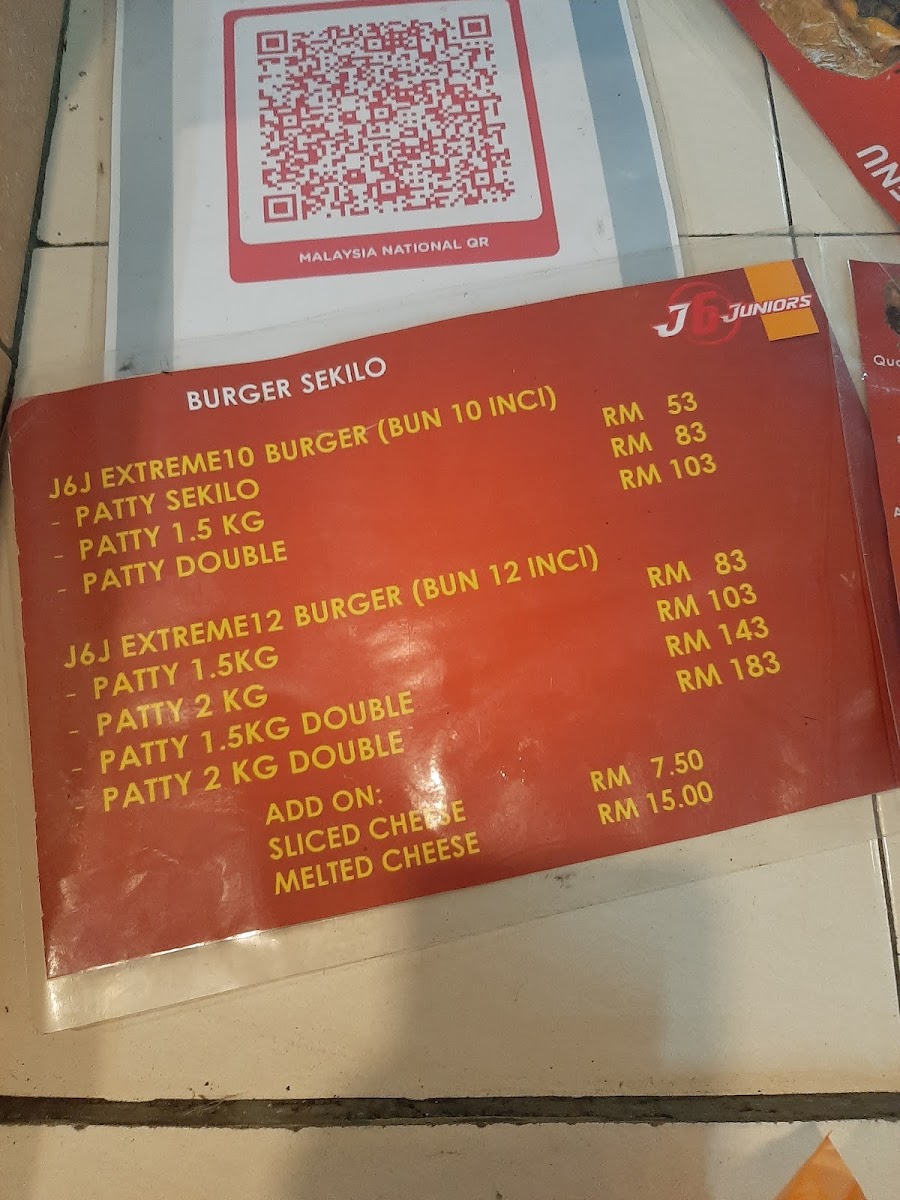 MALAYSIA NATIONAL QR
ENU
J6 JUNIORS
BURGER SEKILO
J6J EXTREME10 BURGER (BUN 10 INCI)
- PATTY SEKILO RM 53
- PATTY 1.5 KG RM 83
- PATTY DOUBLE RM 103
J6J EXTREME12 BURGER (BUN 12 INCI)
- PATTY 1.5KG RM 83
- PATTY 2 KG RM 103
- PATTY 1.5KG DOUBLE RM 143
- PATTY 2 KG DOUBLE RM 183
ADD ON:
SLICED CHEESE RM 7.50
MELTED CHEESE RM 15.00